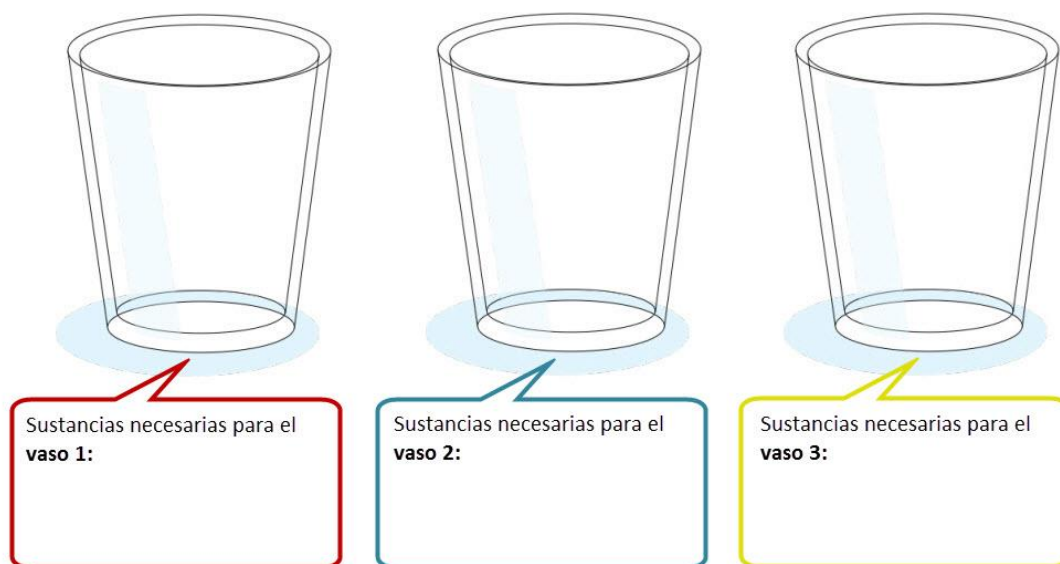 Sustancias necesarias para el
vaso 1:
Sustancias necesarias para el
vaso 2:
Sustancias necesarias para el
vaso 3: